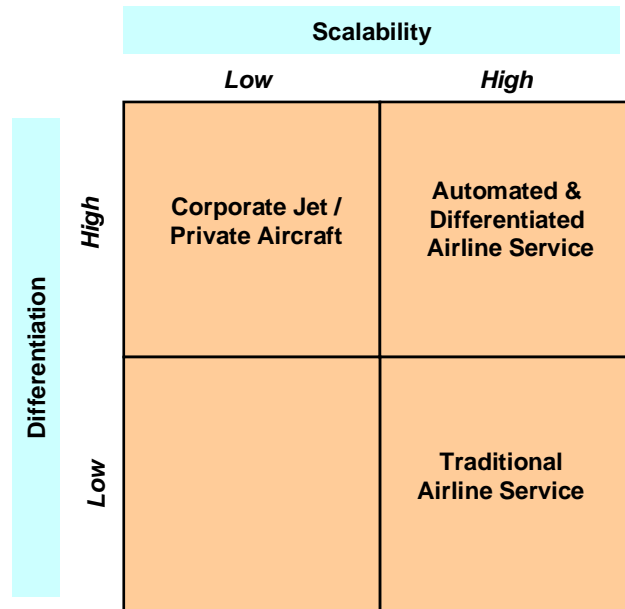 Scalability
Low
High
Differentiation
High
Corporate Jet /
Private Aircraft
Automated &
Differentiated
Airline Service
Low
Traditional
Airline Service